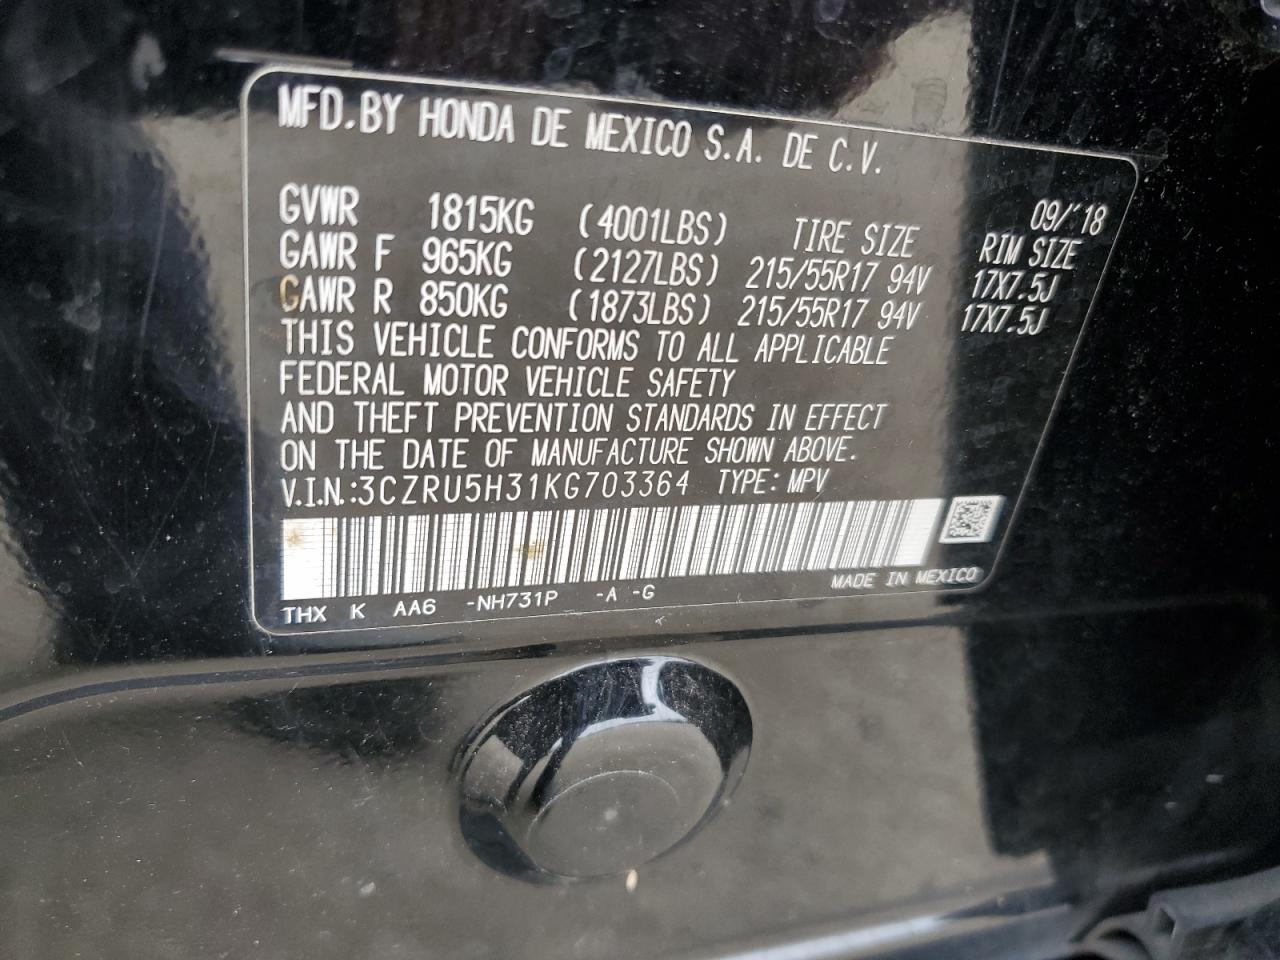 MFD.BY HONDA DE MEXICO S.A. DE C.V.
09/'18
GVWR 1815KG (4001LBS) TIRE SIZE RIM SIZE
GAWR F 965KG (2127LBS) 215/55R17 94V 17X7.5J
GAWR R 850KG (1873LBS) 215/55R17 94V 17X7.5J
THIS VEHICLE CONFORMS TO ALL APPLICABLE
FEDERAL MOTOR VEHICLE SAFETY
AND THEFT PREVENTION STANDARDS IN EFFECT
ON THE DATE OF MANUFACTURE SHOWN ABOVE.
V.I.N.:3CZRU5H31KG703364 TYPE: MPV
MADE IN MEXICO
THX K AA6 -NH731P -A -G